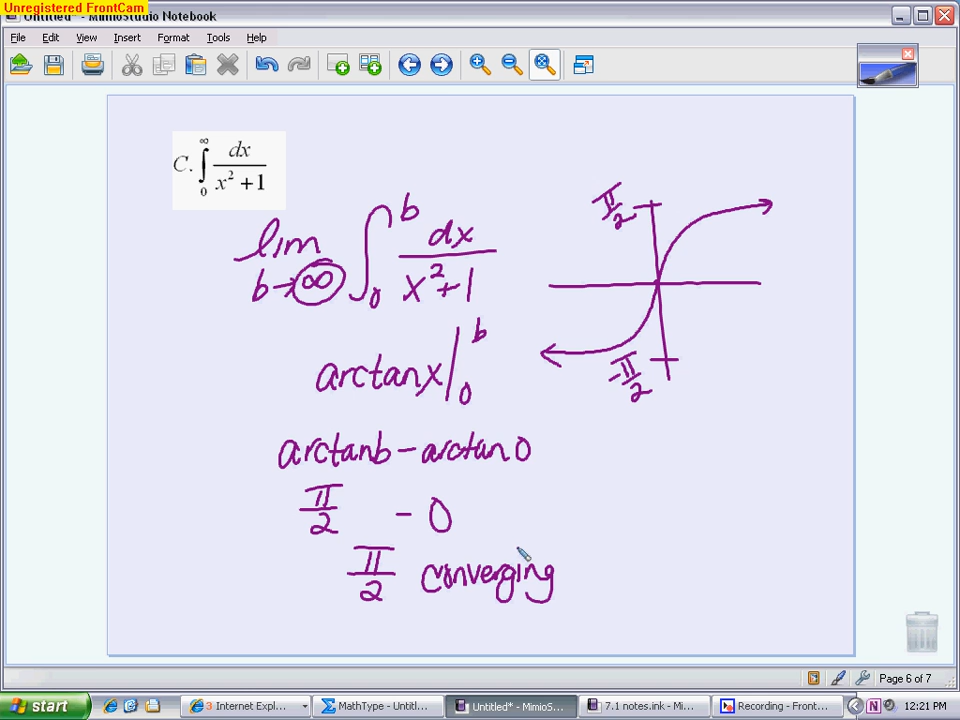 Unregistered FrontCam
Untitled* - MimioStudio Notebook
File Edit View Insert Format Tools Help
C. ∫₀^∞ dx/(x² + 1)
lim b→∞ ∫₀^b dx/(x²+1)
π/2
-π/2
arctanx |₀^b
arctanb - arctan0
π/2 - 0
π/2 converging
Page 6 of 7
start 3 Internet Expl... MathType - Untitl... Untitled* - MimioS... 7.1 notes.ink - Mi... Recording - Front... N 12:21 PM